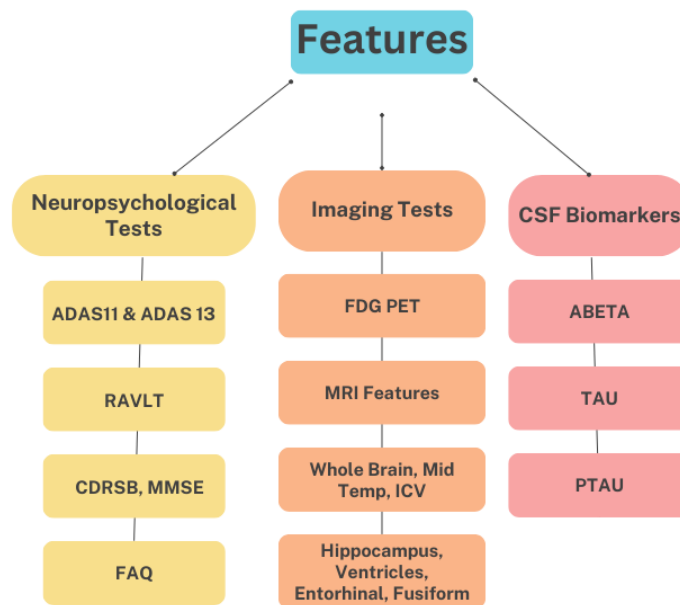 Features
Neuropsychological
Tests
ADAS11 & ADAS 13
RAVLT
CDRSB, MMSE
FAQ
Imaging Tests
FDG PET
MRI Features
Whole Brain, Mid
Temp, ICV
Hippocampus,
Ventricles,
Entorhinal, Fusiform
CSF Biomarkers
ABETA
TAU
PTAU